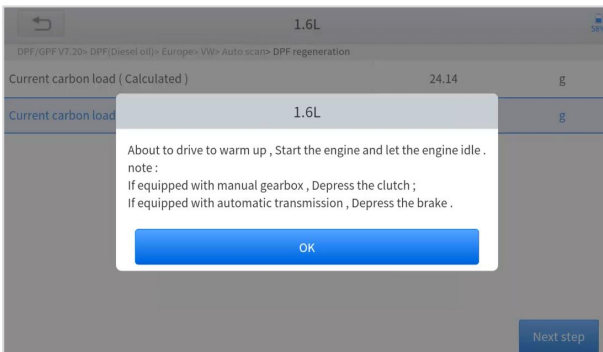 1.6L
58%
DPF/GPF V7.20> DPF(Diesel oil)> Europe> VW> Auto scan> DPF regeneration
Current carbon load ( Calculated ) 24.14 g
Current carbon load g
1.6L
About to drive to warm up , Start the engine and let the engine idle .
note :
If equipped with manual gearbox , Depress the clutch ;
If equipped with automatic transmission , Depress the brake .
OK
Next step